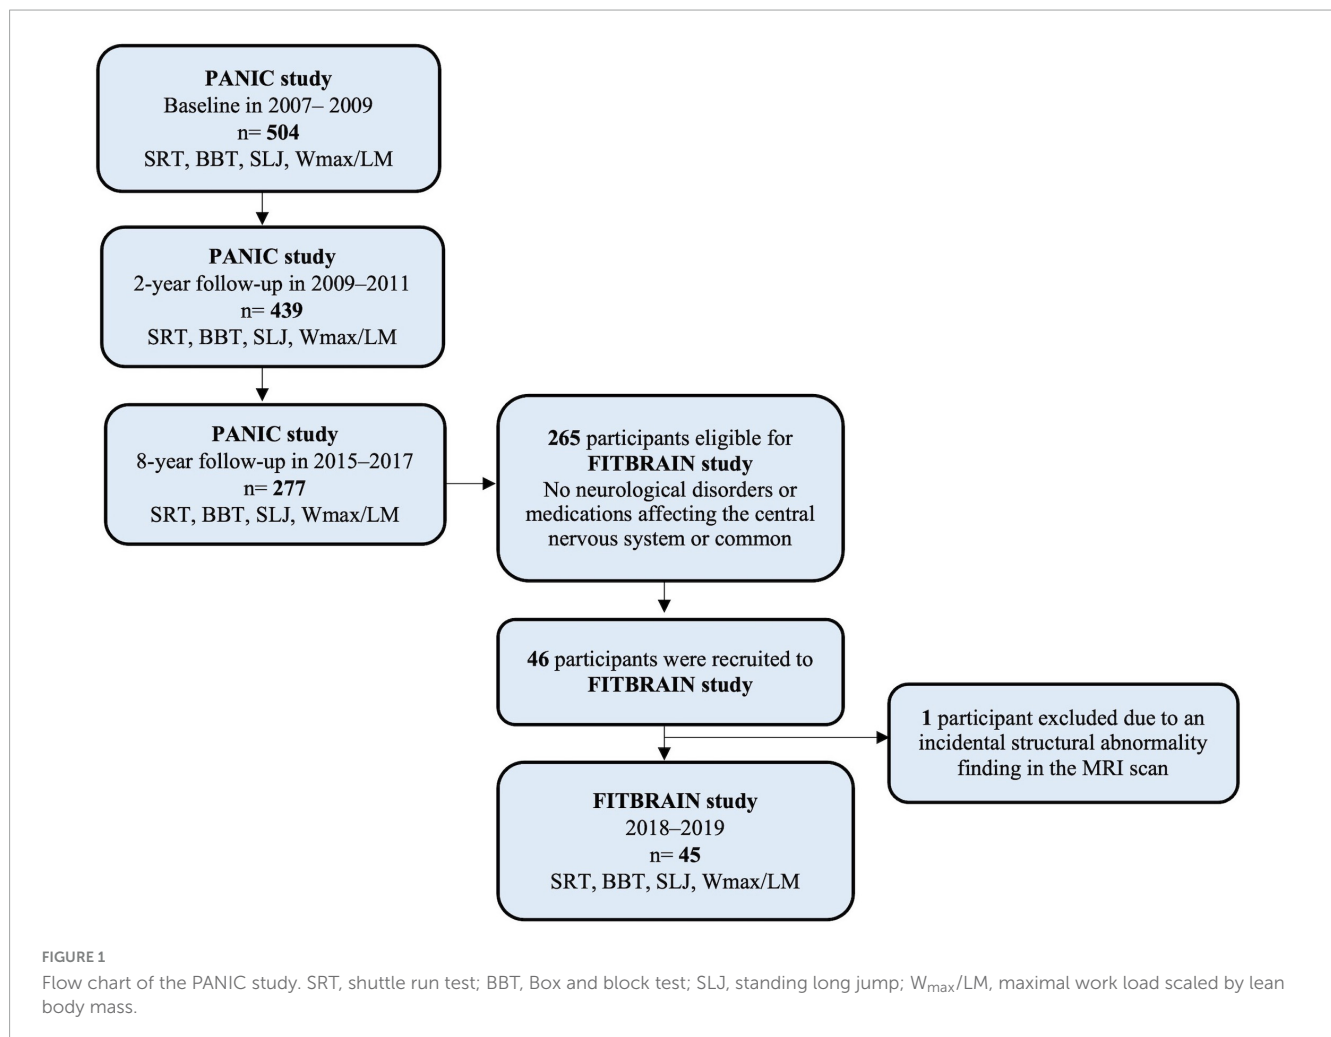 PANIC study
Baseline in 2007– 2009
n= 504
SRT, BBT, SLJ, Wmax/LM
PANIC study
2-year follow-up in 2009–2011
n= 439
SRT, BBT, SLJ, Wmax/LM
PANIC study
8-year follow-up in 2015–2017
n= 277
SRT, BBT, SLJ, Wmax/LM
265 participants eligible for
FITBRAIN study
No neurological disorders or
medications affecting the central
nervous system or common
46 participants were recruited to
FITBRAIN study
1 participant excluded due to an
incidental structural abnormality
finding in the MRI scan
FITBRAIN study
2018–2019
n= 45
SRT, BBT, SLJ, Wmax/LM
FIGURE 1
Flow chart of the PANIC study. SRT, shuttle run test; BBT, Box and block test; SLJ, standing long jump; Wmax/LM, maximal work load scaled by lean
body mass.